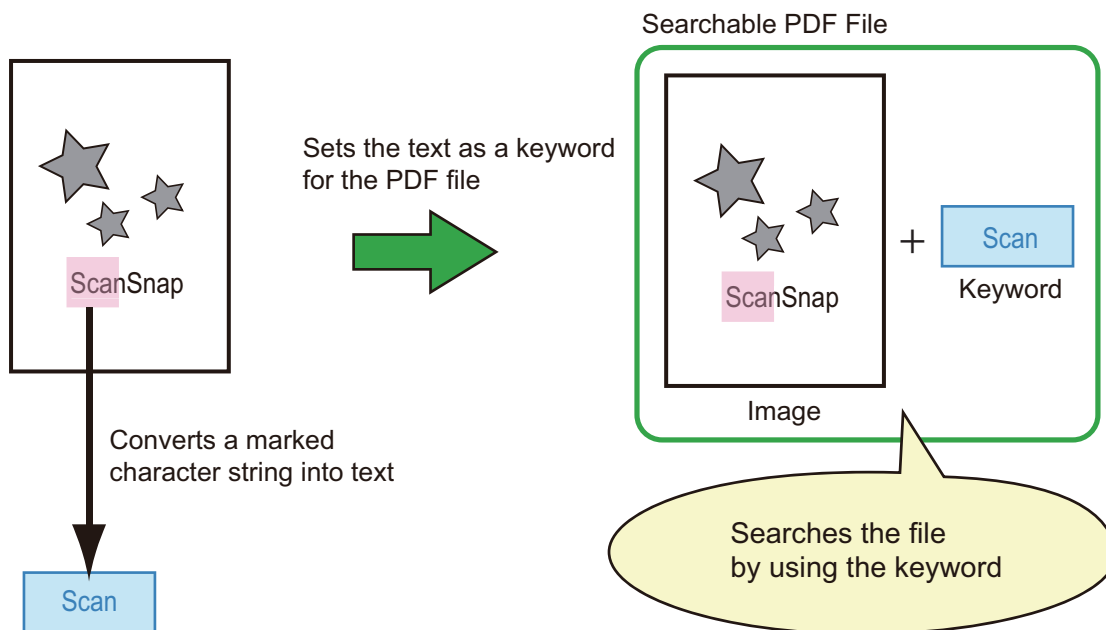 Searchable PDF File
Sets the text as a keyword
for the PDF file
ScanSnap
Converts a marked
character string into text
Scan
ScanSnap
Image
+
Scan
Keyword
Searches the file
by using the keyword